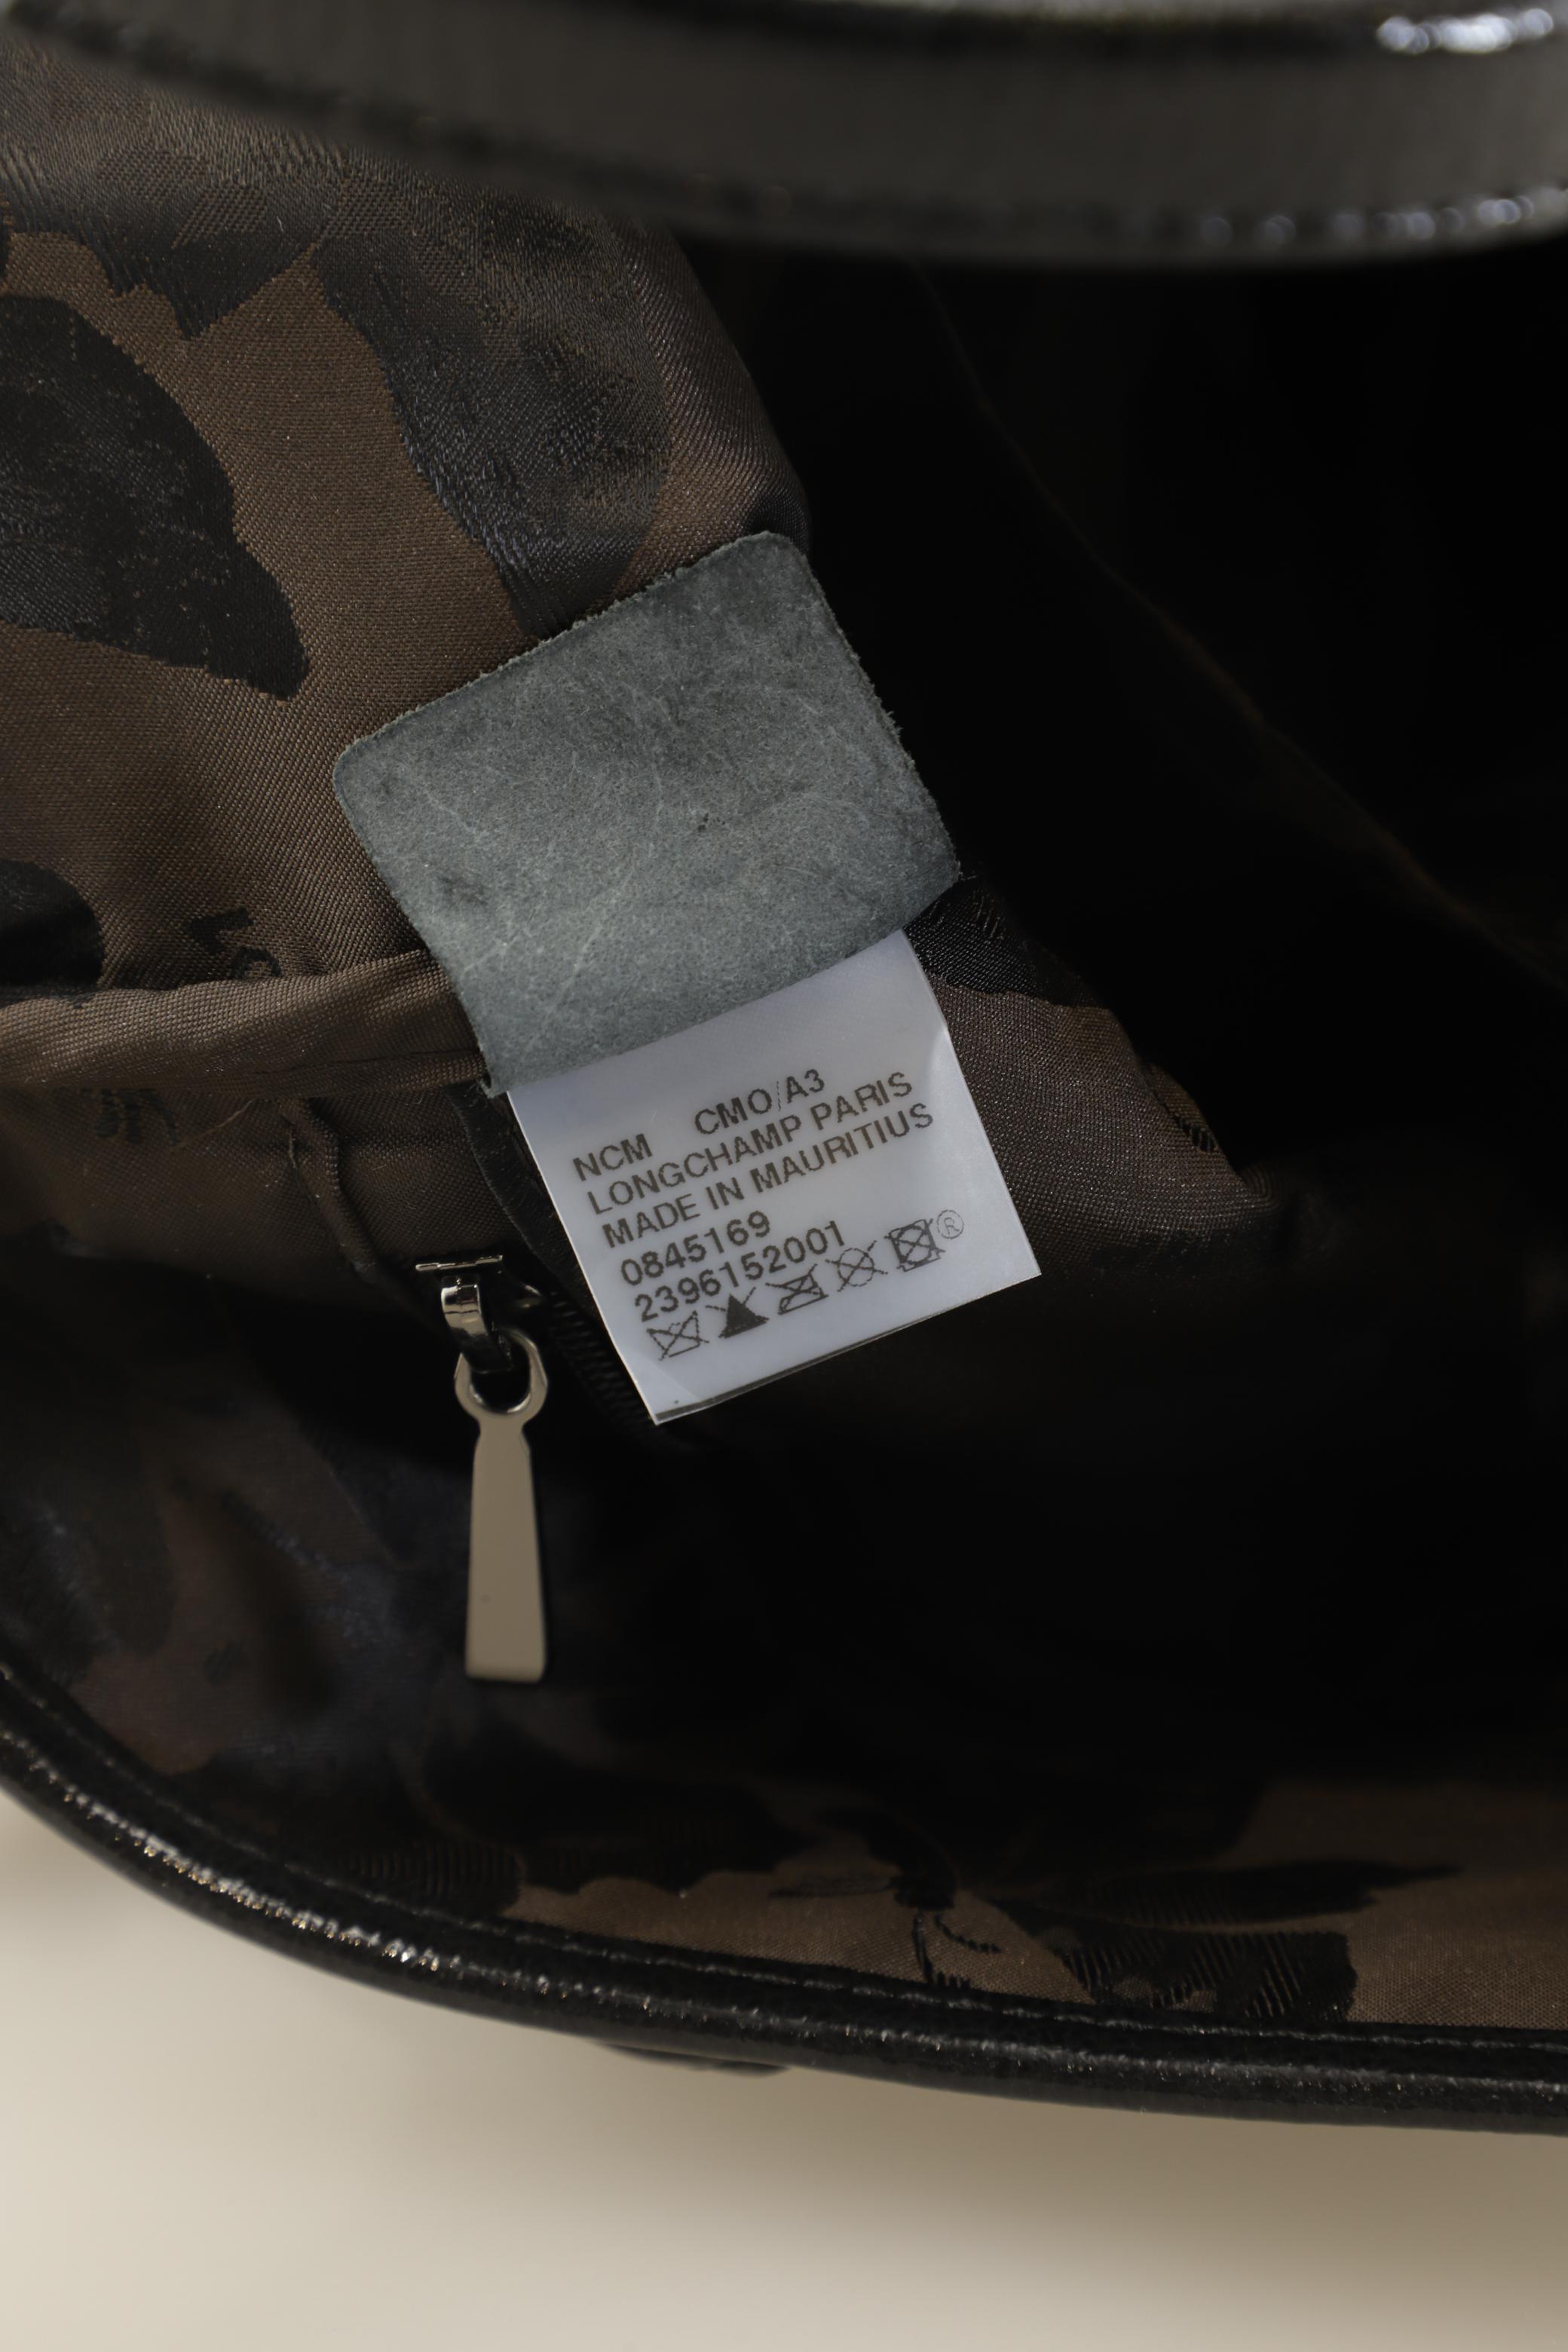 NCM CMO/A3
LONGCHAMP PARIS
MADE IN MAURITIUS
0845169
2396152001
®